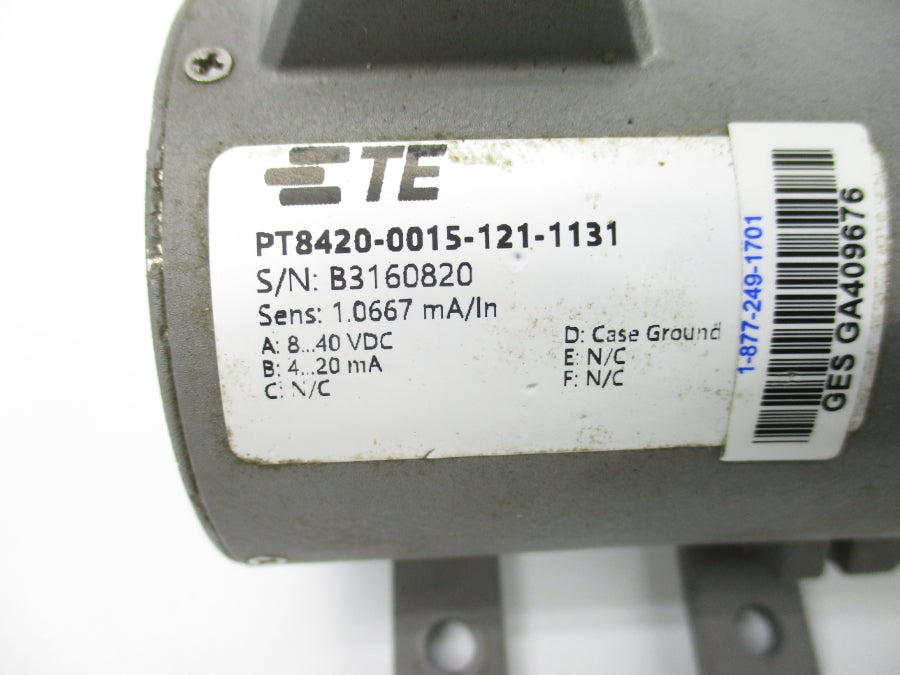 TE
PT8420-0015-121-1131
S/N: B3160820
Sens: 1.0667 mA/In
A: 8...40 VDC
B: 4...20 mA
C: N/C
D: Case Ground
E: N/C
F: N/C
1-877-249-1701
GES GA409676